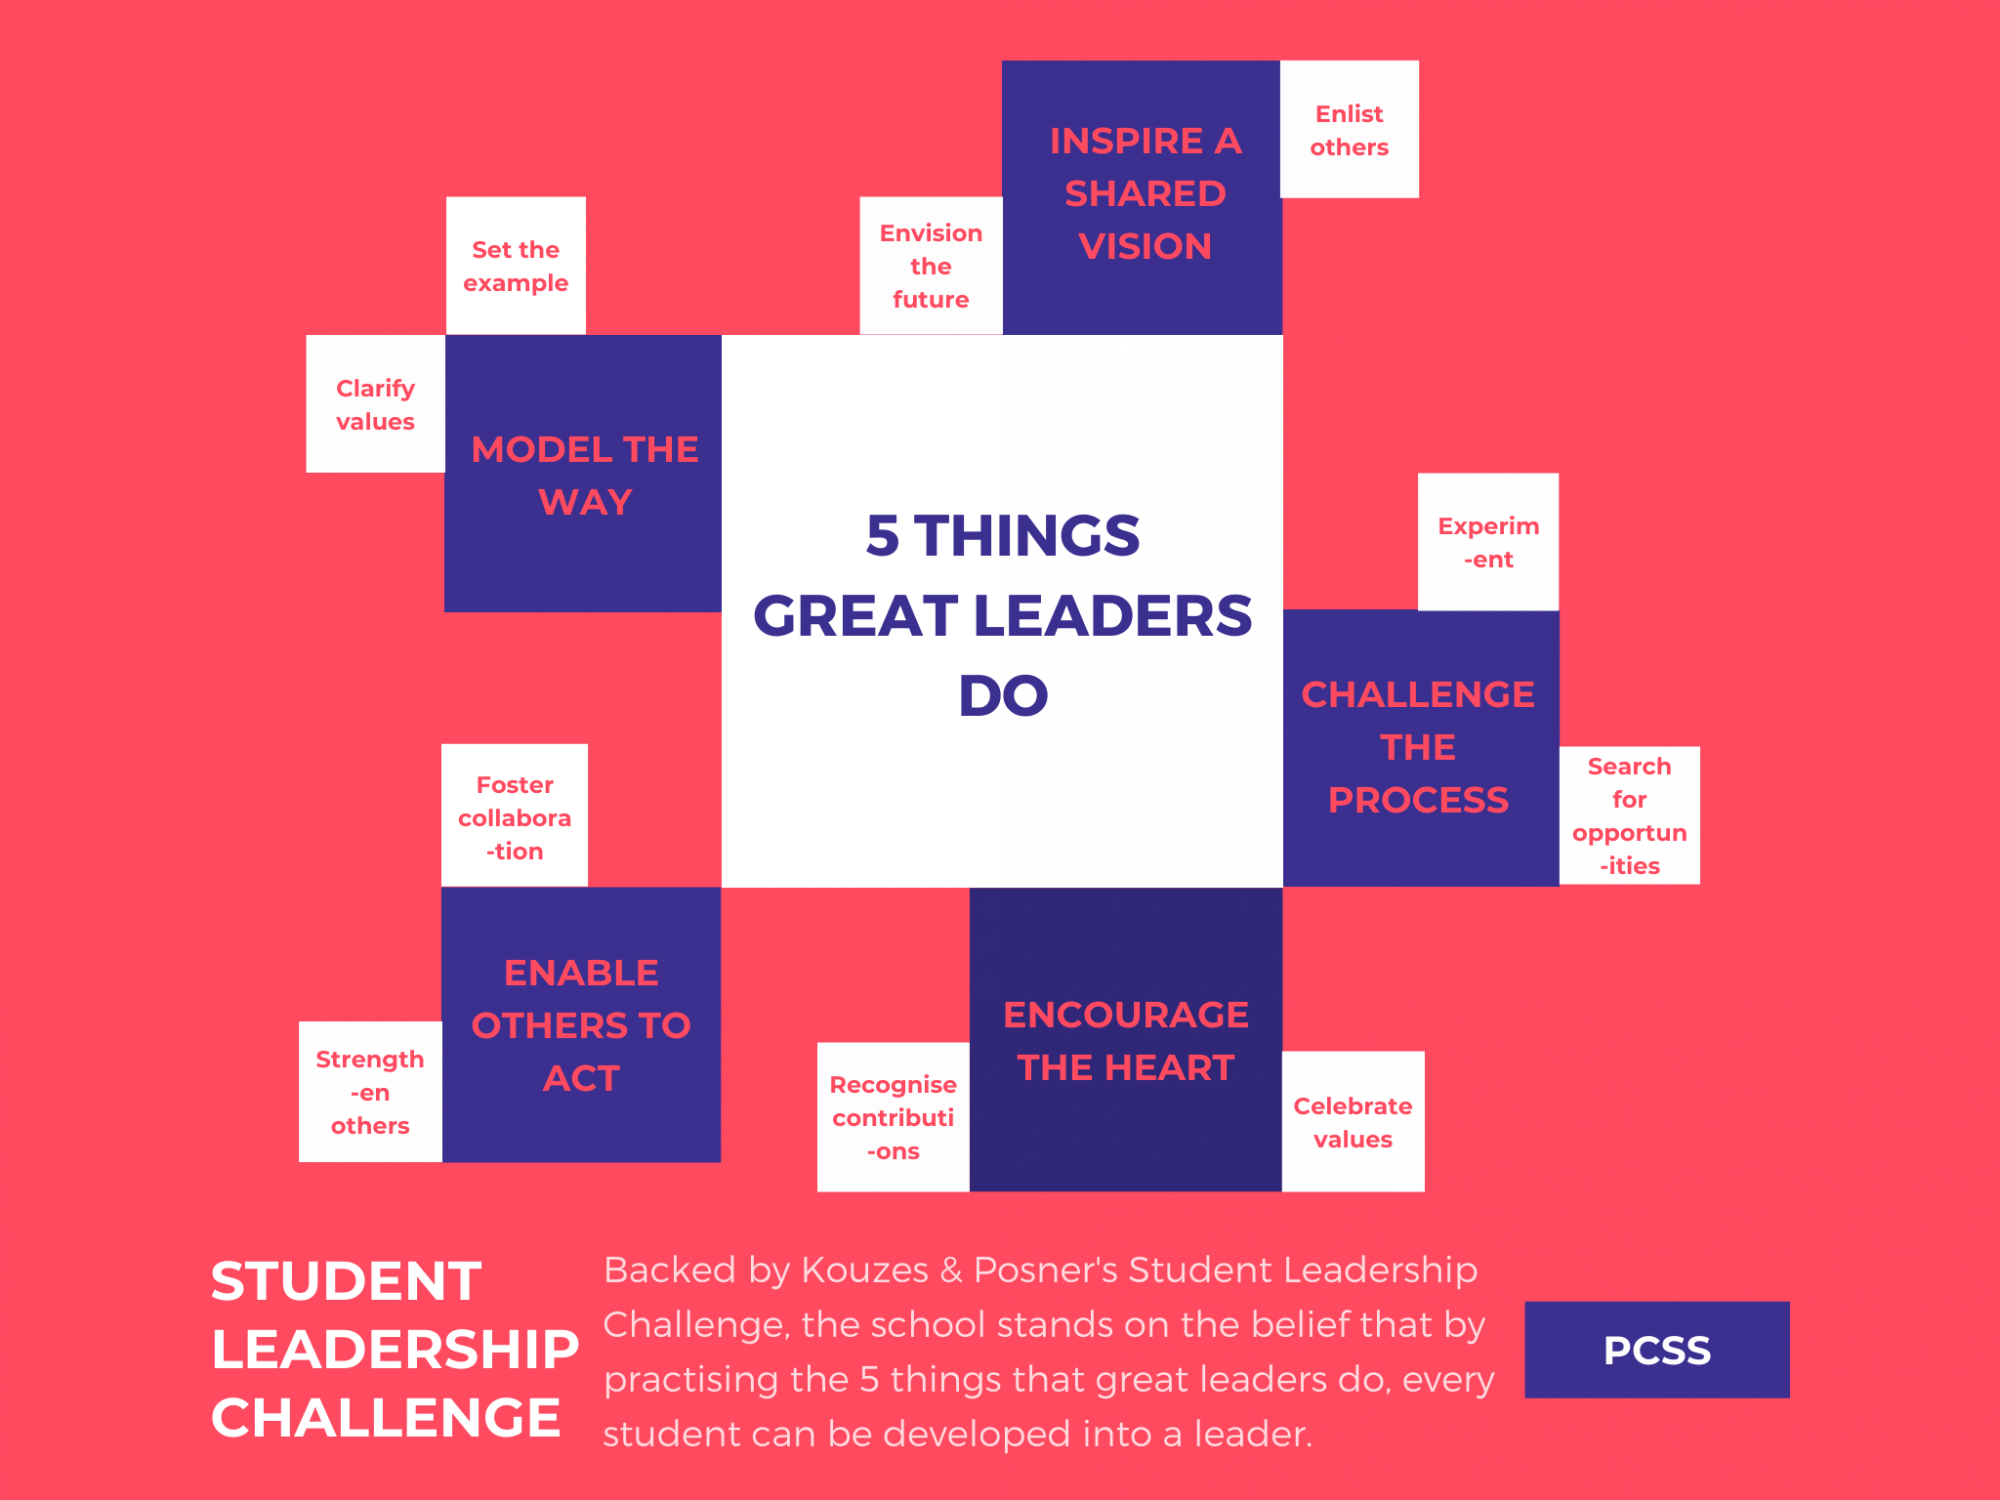 INSPIRE A
SHARED
VISION
Enlist
others
Envision
the
future
Set the
example
Clarify
values
MODEL THE
WAY
5 THINGS
GREAT LEADERS
DO
Experim
-ent
CHALLENGE
THE
PROCESS
Search
for
opportun
-ities
Foster
collabora
-tion
ENABLE
OTHERS TO
ACT
Strength
-en
others
ENCOURAGE
THE HEART
Recognise
contributi
-ons
Celebrate
values
STUDENT
LEADERSHIP
CHALLENGE
Backed by Kouzes & Posner's Student Leadership
Challenge, the school stands on the belief that by
practising the 5 things that great leaders do, every
student can be developed into a leader.
PCSS